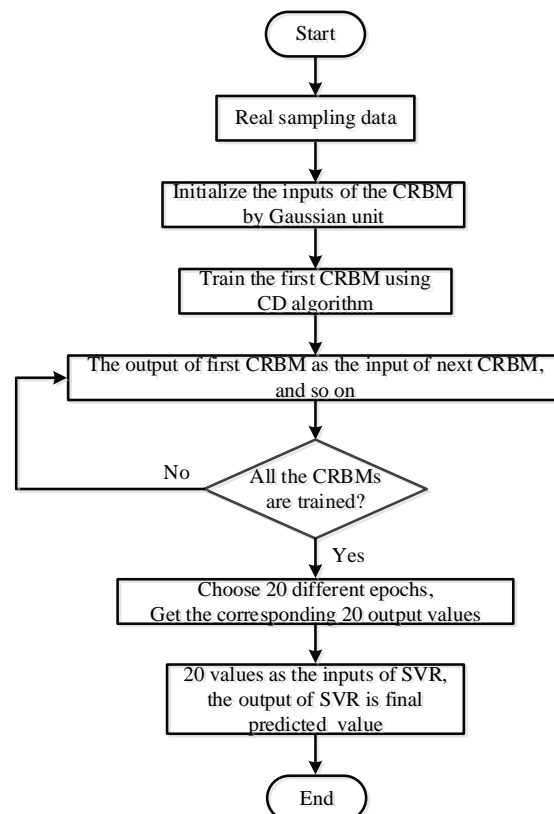 Start
Real sampling data
Initialize the inputs of the CRBM
by Gaussian unit
Train the first CRBM using
CD algorithm
The output of first CRBM as the input of next CRBM,
and so on
No
All the CRBMs
are trained?
Yes
Choose 20 different epochs,
Get the corresponding 20 output values
20 values as the inputs of SVR,
the output of SVR is final
predicted value
End